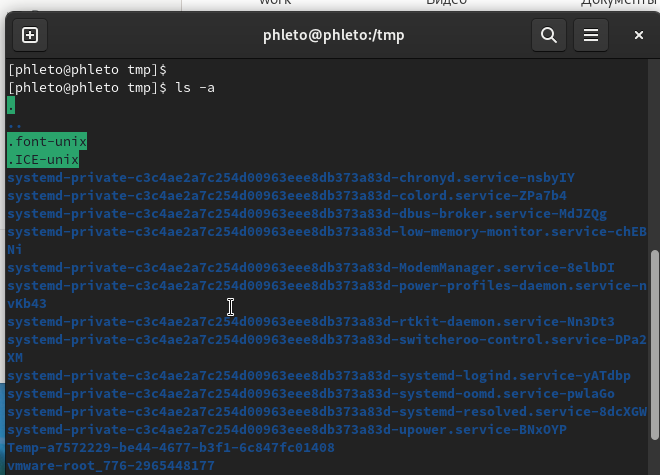 work Видео Документы
phleto@phleto:/tmp
[phleto@phleto tmp]$
[phleto@phleto tmp]$ ls -a
.
..
.font-unix
.ICE-unix
systemd-private-c3c4ae2a7c254d00963eee8db373a83d-chronyd.service-nsbyIY
systemd-private-c3c4ae2a7c254d00963eee8db373a83d-colord.service-ZPa7b4
systemd-private-c3c4ae2a7c254d00963eee8db373a83d-dbus-broker.service-MdJZQg
systemd-private-c3c4ae2a7c254d00963eee8db373a83d-low-memory-monitor.service-chEB
Ni
systemd-private-c3c4ae2a7c254d00963eee8db373a83d-ModemManager.service-8elbDI
systemd-private-c3c4ae2a7c254d00963eee8db373a83d-power-profiles-daemon.service-n
vKb43
systemd-private-c3c4ae2a7c254d00963eee8db373a83d-rtkit-daemon.service-Nn3Dt3
systemd-private-c3c4ae2a7c254d00963eee8db373a83d-switcheroo-control.service-DPa2
XM
systemd-private-c3c4ae2a7c254d00963eee8db373a83d-systemd-logind.service-yATdbp
systemd-private-c3c4ae2a7c254d00963eee8db373a83d-systemd-oomd.service-pwlaGo
systemd-private-c3c4ae2a7c254d00963eee8db373a83d-systemd-resolved.service-8dcXGW
systemd-private-c3c4ae2a7c254d00963eee8db373a83d-upower.service-BNxOYP
Temp-a7572229-be44-4677-b3f1-6c847fc01408
vmware-root_776-2965448177